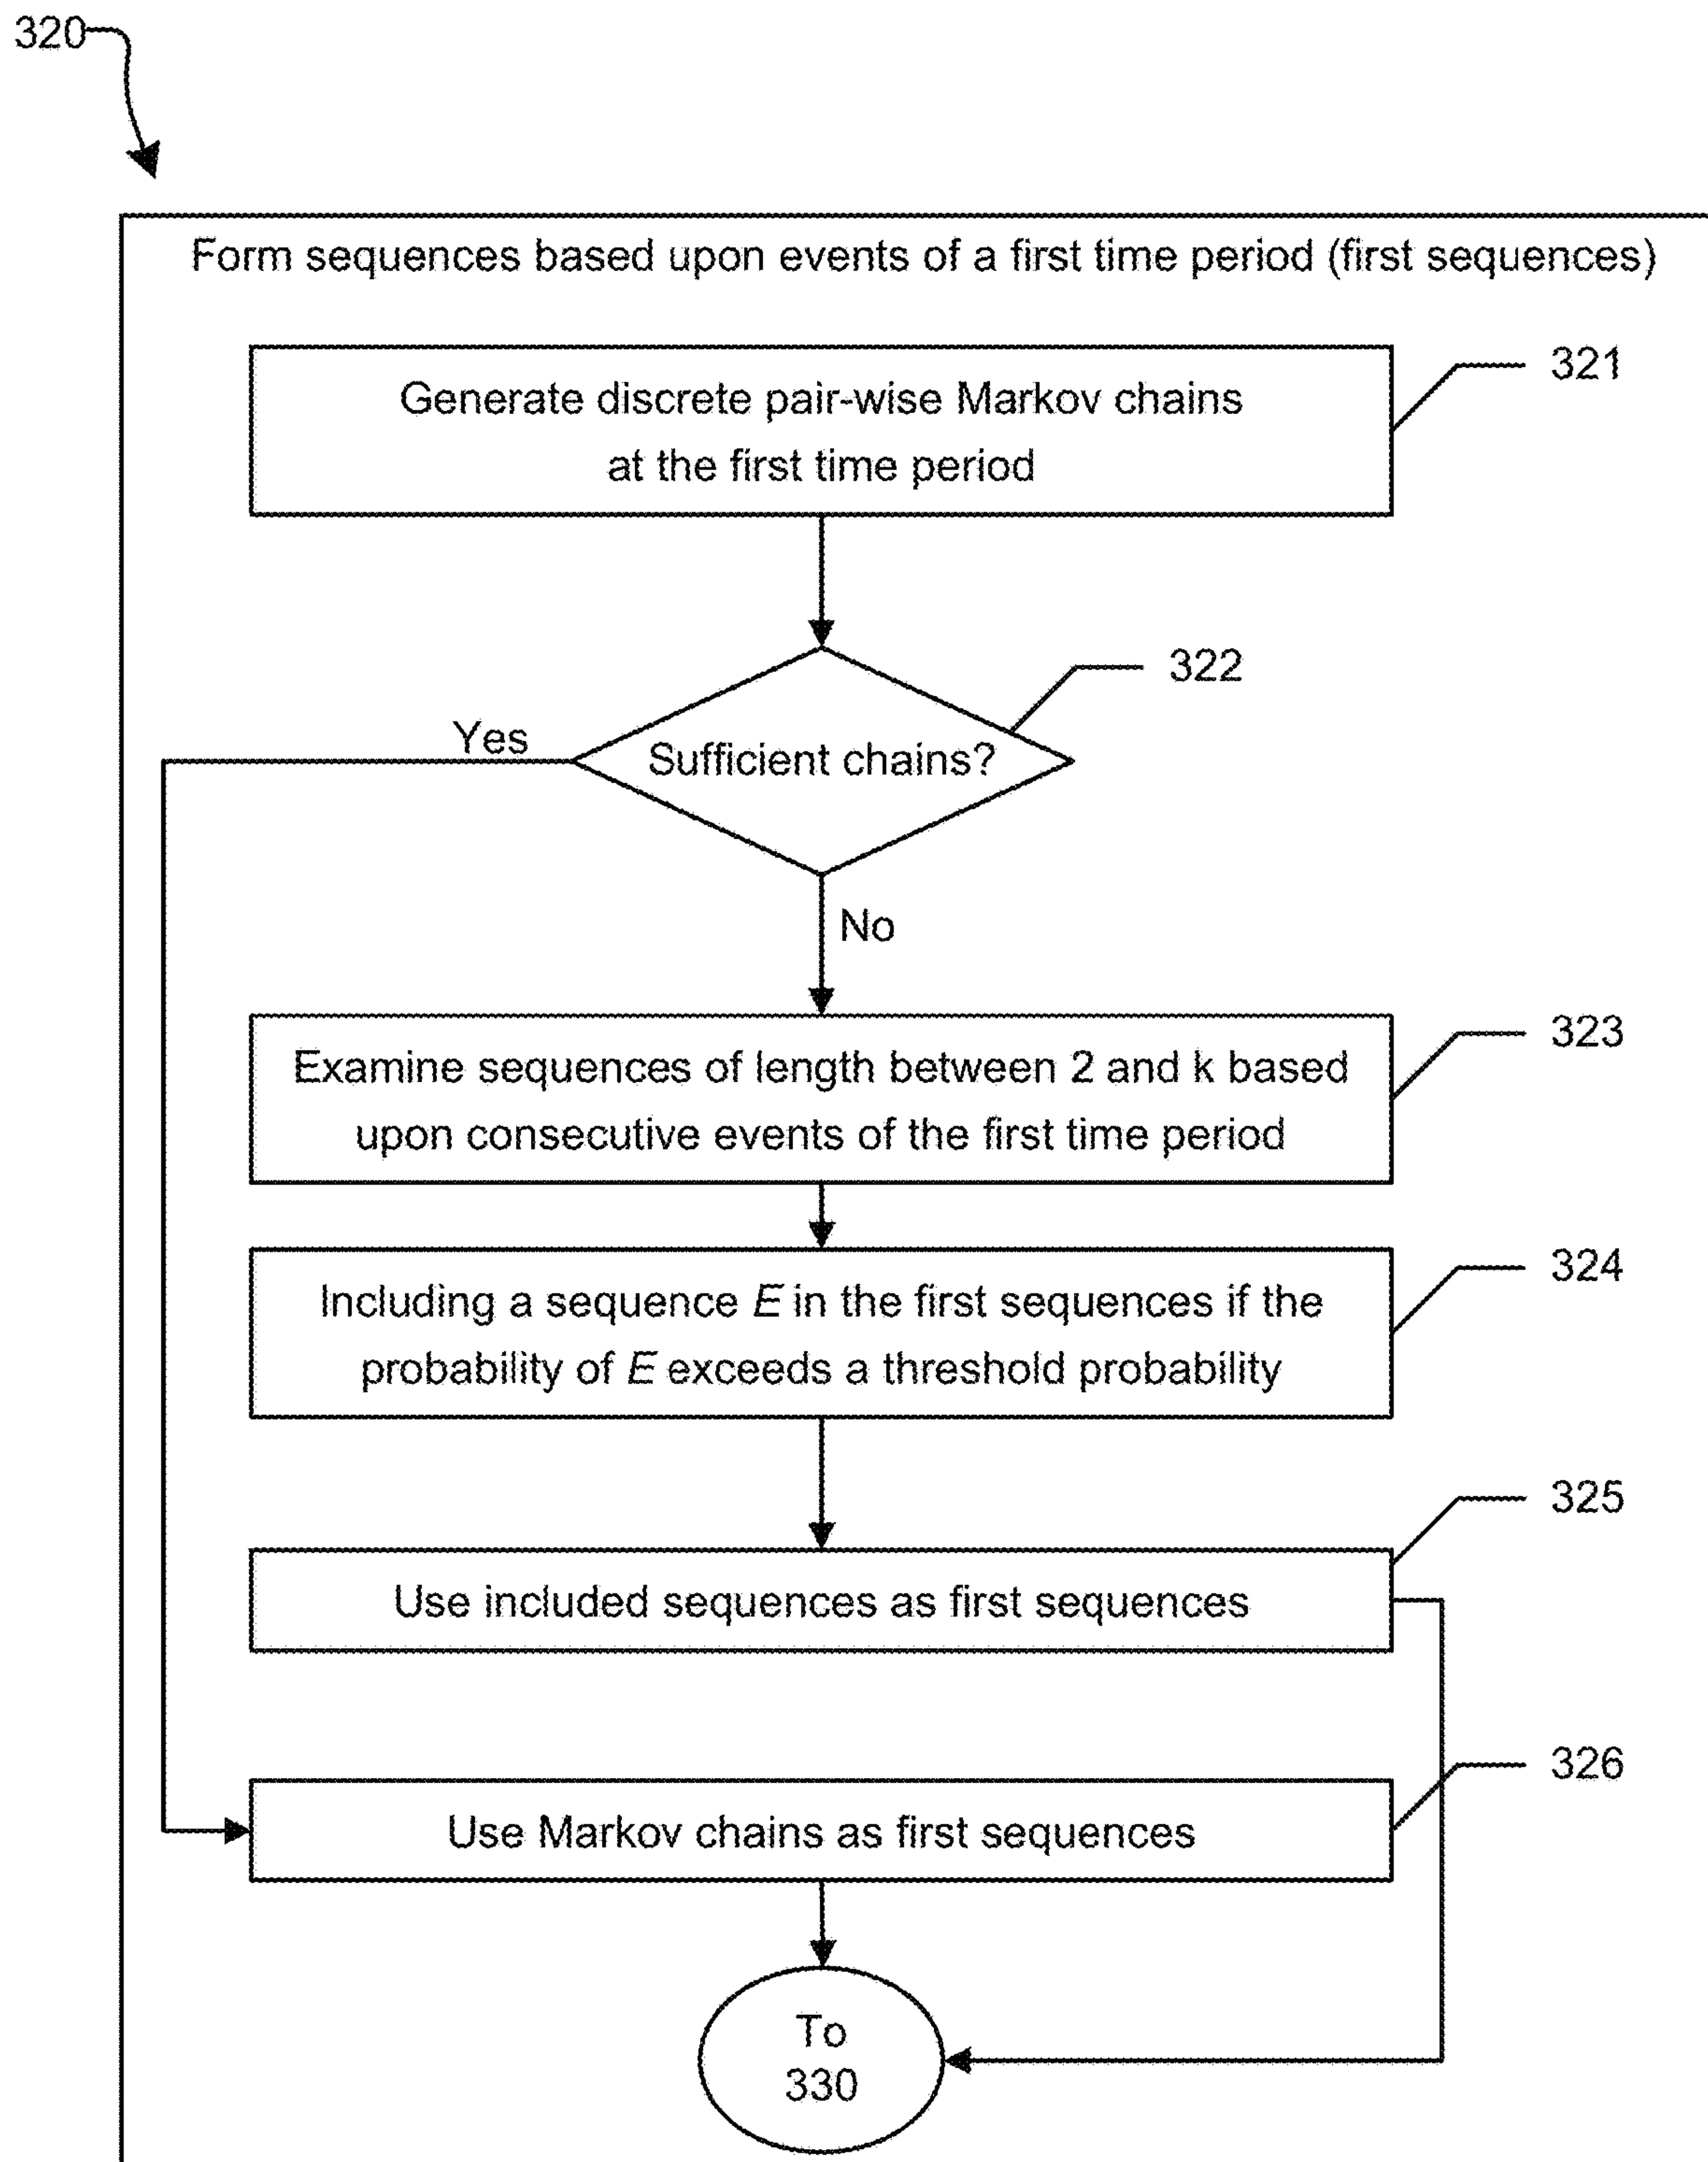 320
Form sequences based upon events of a first time period (first sequences)
321
Generate discrete pair-wise Markov chains
at the first time period
322
Yes
Sufficient chains?
No
323
Examine sequences of length between 2 and k based
upon consecutive events of the first time period
324
Including a sequence E in the first sequences if the
probability of E exceeds a threshold probability
325
Use included sequences as first sequences
326
Use Markov chains as first sequences
To
330